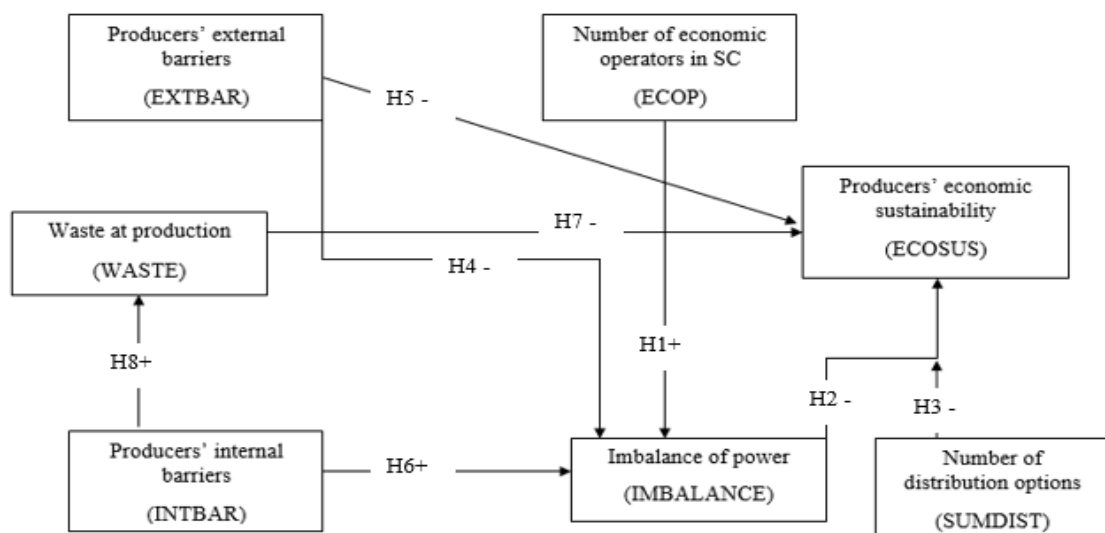 Producers’ external
barriers
(EXTBAR)
Number of economic
operators in SC
(ECOP)
H5 -
Producers’ economic
sustainability
(ECOSUS)
Waste at production
(WASTE)
H7 -
H4 -
H8+
H1+
H2 -
H3 -
Producers’ internal
barriers
(INTBAR)
H6+
Imbalance of power
(IMBALANCE)
Number of
distribution options
(SUMDIST)